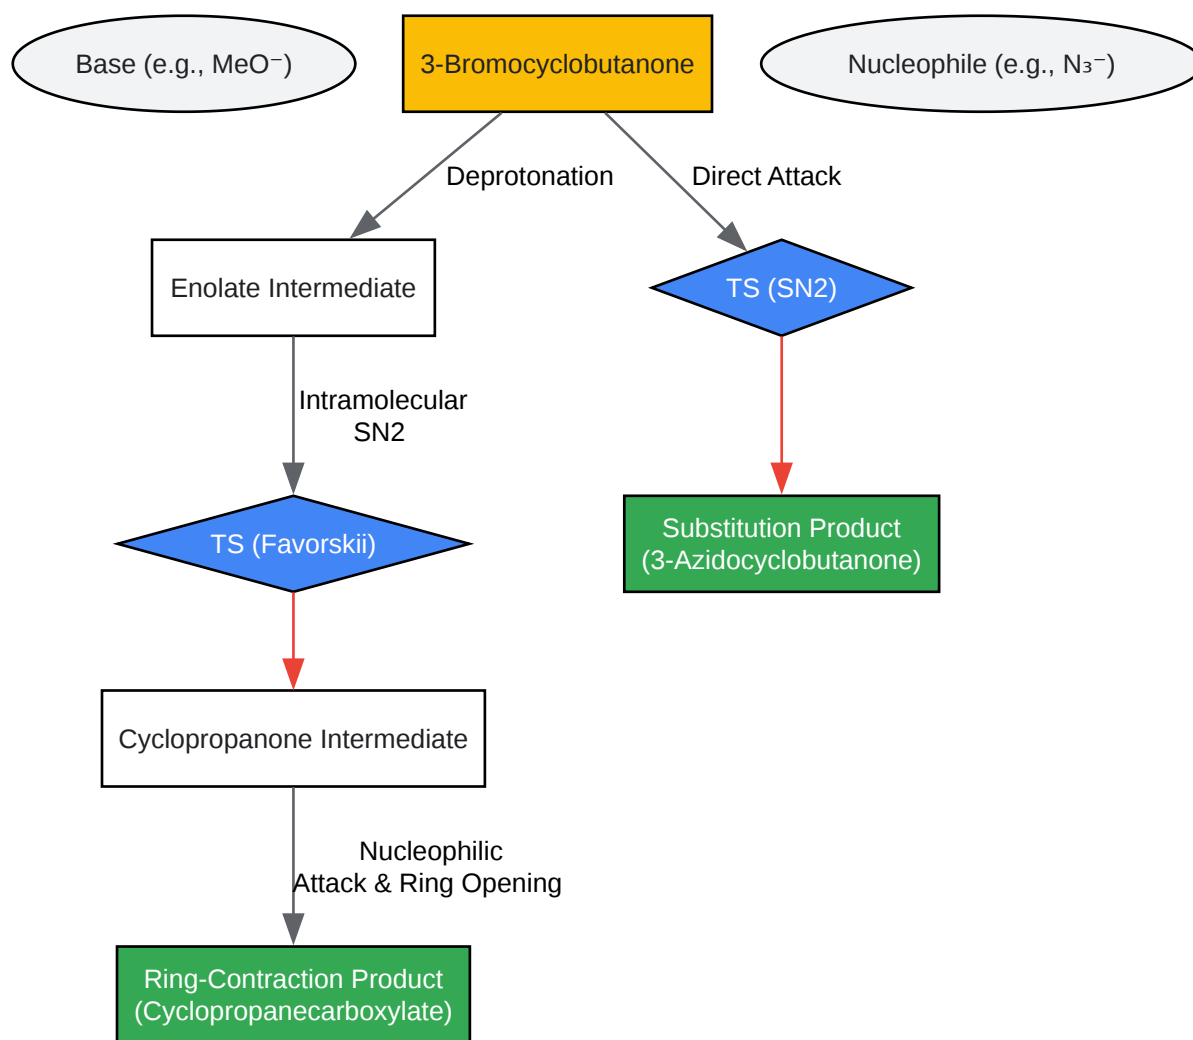 Base (e.g., MeO⁻)
3-Bromocyclobutanone
Nucleophile (e.g., N₃⁻)
Deprotonation
Direct Attack
Enolate Intermediate
TS (SN2)
Intramolecular
SN2
TS (Favorskii)
Substitution Product
(3-Azidocyclobutanone)
Cyclopropanone Intermediate
Nucleophilic
Attack & Ring Opening
Ring-Contraction Product
(Cyclopropanecarboxylate)